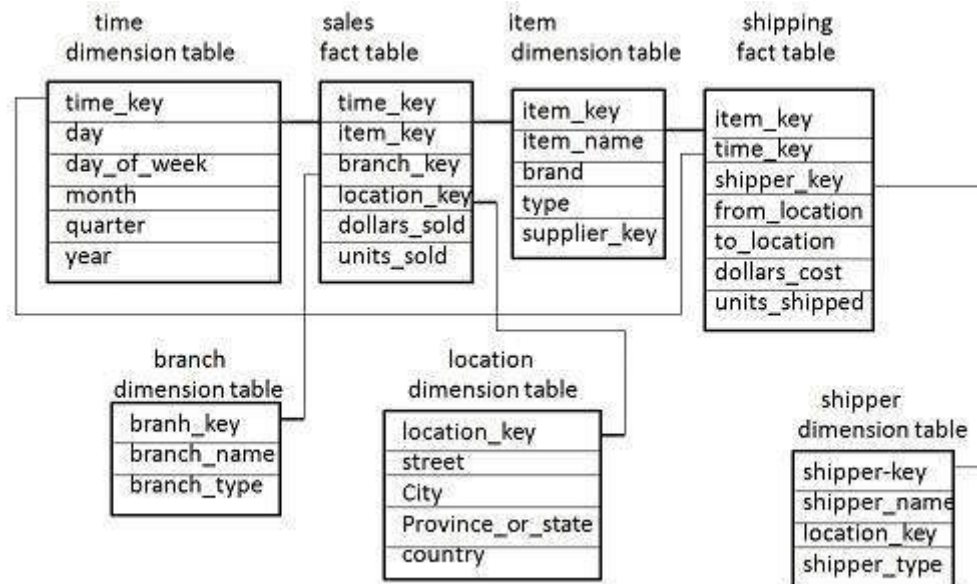 time
dimension table
time_key
day
day_of_week
month
quarter
year
sales
fact table
time_key
item_key
branch_key
location_key
dollars_sold
units_sold
item
dimension table
item_key
item_name
brand
type
supplier_key
shipping
fact table
item_key
time_key
shipper_key
from_location
to_location
dollars_cost
units_shipped
branch
dimension table
branh_key
branch_name
branch_type
location
dimension table
location_key
street
City
Province_or_state
country
shipper
dimension table
shipper-key
shipper_name
location_key
shipper_type